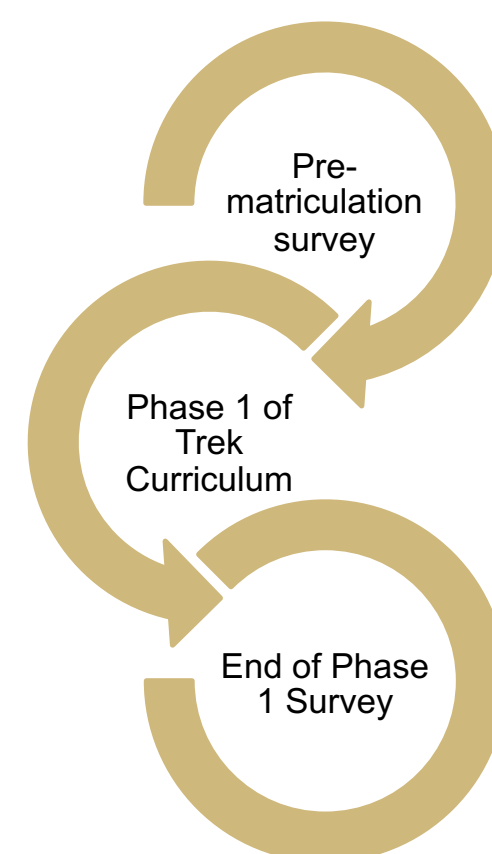 Pre-
matriculation
survey
Phase 1 of
Trek
Curriculum
End of Phase
1 Survey